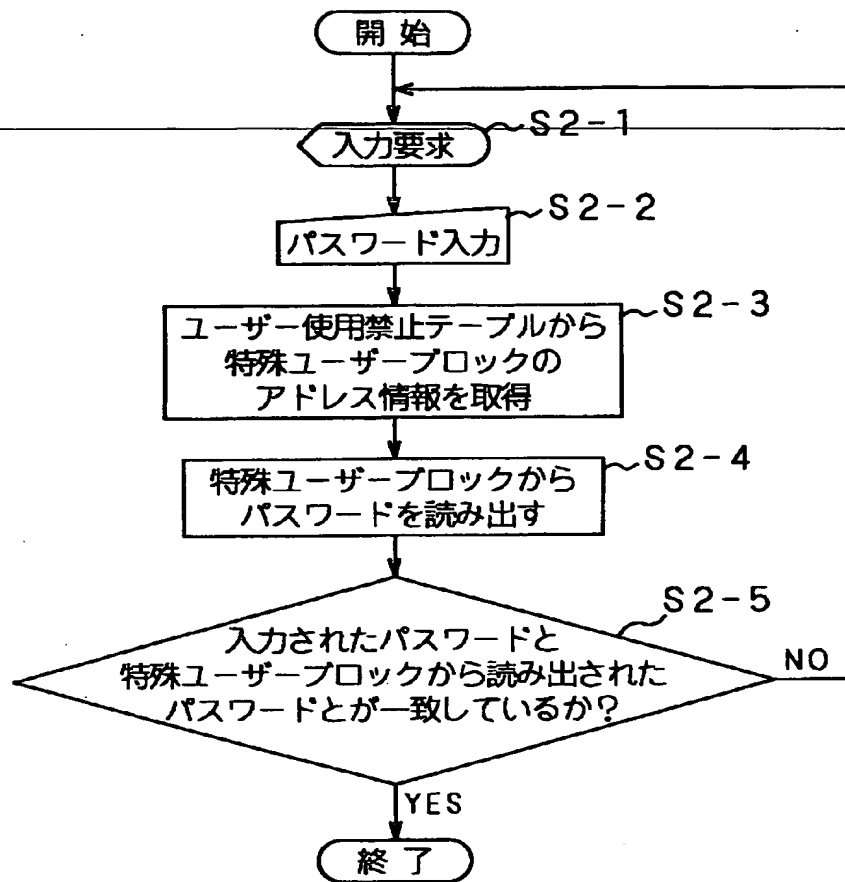 開始
入力要求
S2-1
パスワード入力
S2-2
ユーザー使用禁止テーブルから
特殊ユーザーブロックの
アドレス情報を取得
S2-3
特殊ユーザーブロックから
パスワードを読み出す
S2-4
入力されたパスワードと
特殊ユーザーブロックから読み出された
パスワードとが一致しているか?
S2-5
NO
YES
終了